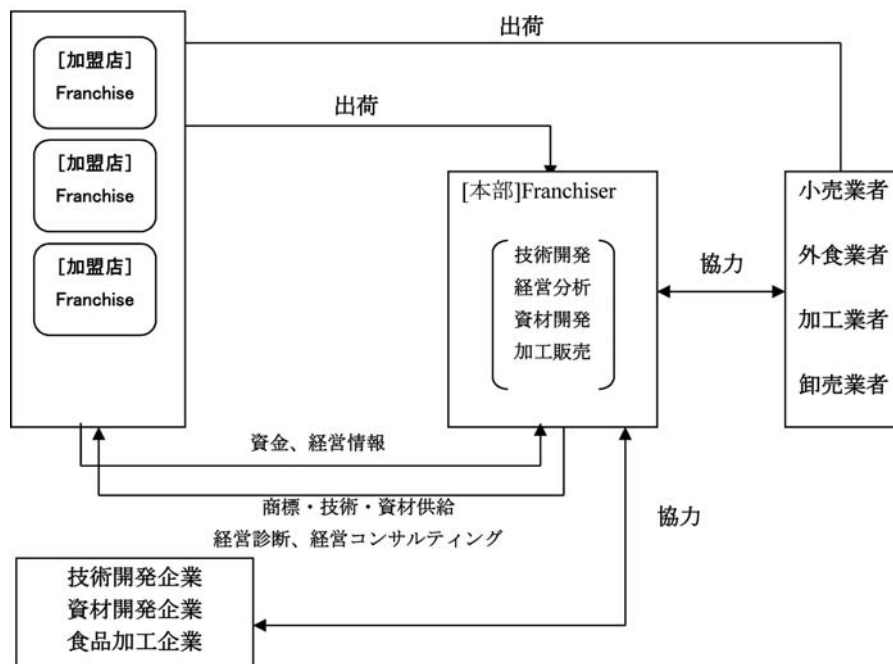 [加盟店]
Franchise
[加盟店]
Franchise
[加盟店]
Franchise
出荷
出荷
[本部]Franchiser
技術開発
経営分析
資材開発
加工販売
協力
小売業者
外食業者
加工業者
卸売業者
資金、経営情報
商標・技術・資材供給
経営診断、経営コンサルティング
協力
技術開発企業
資材開発企業
食品加工企業